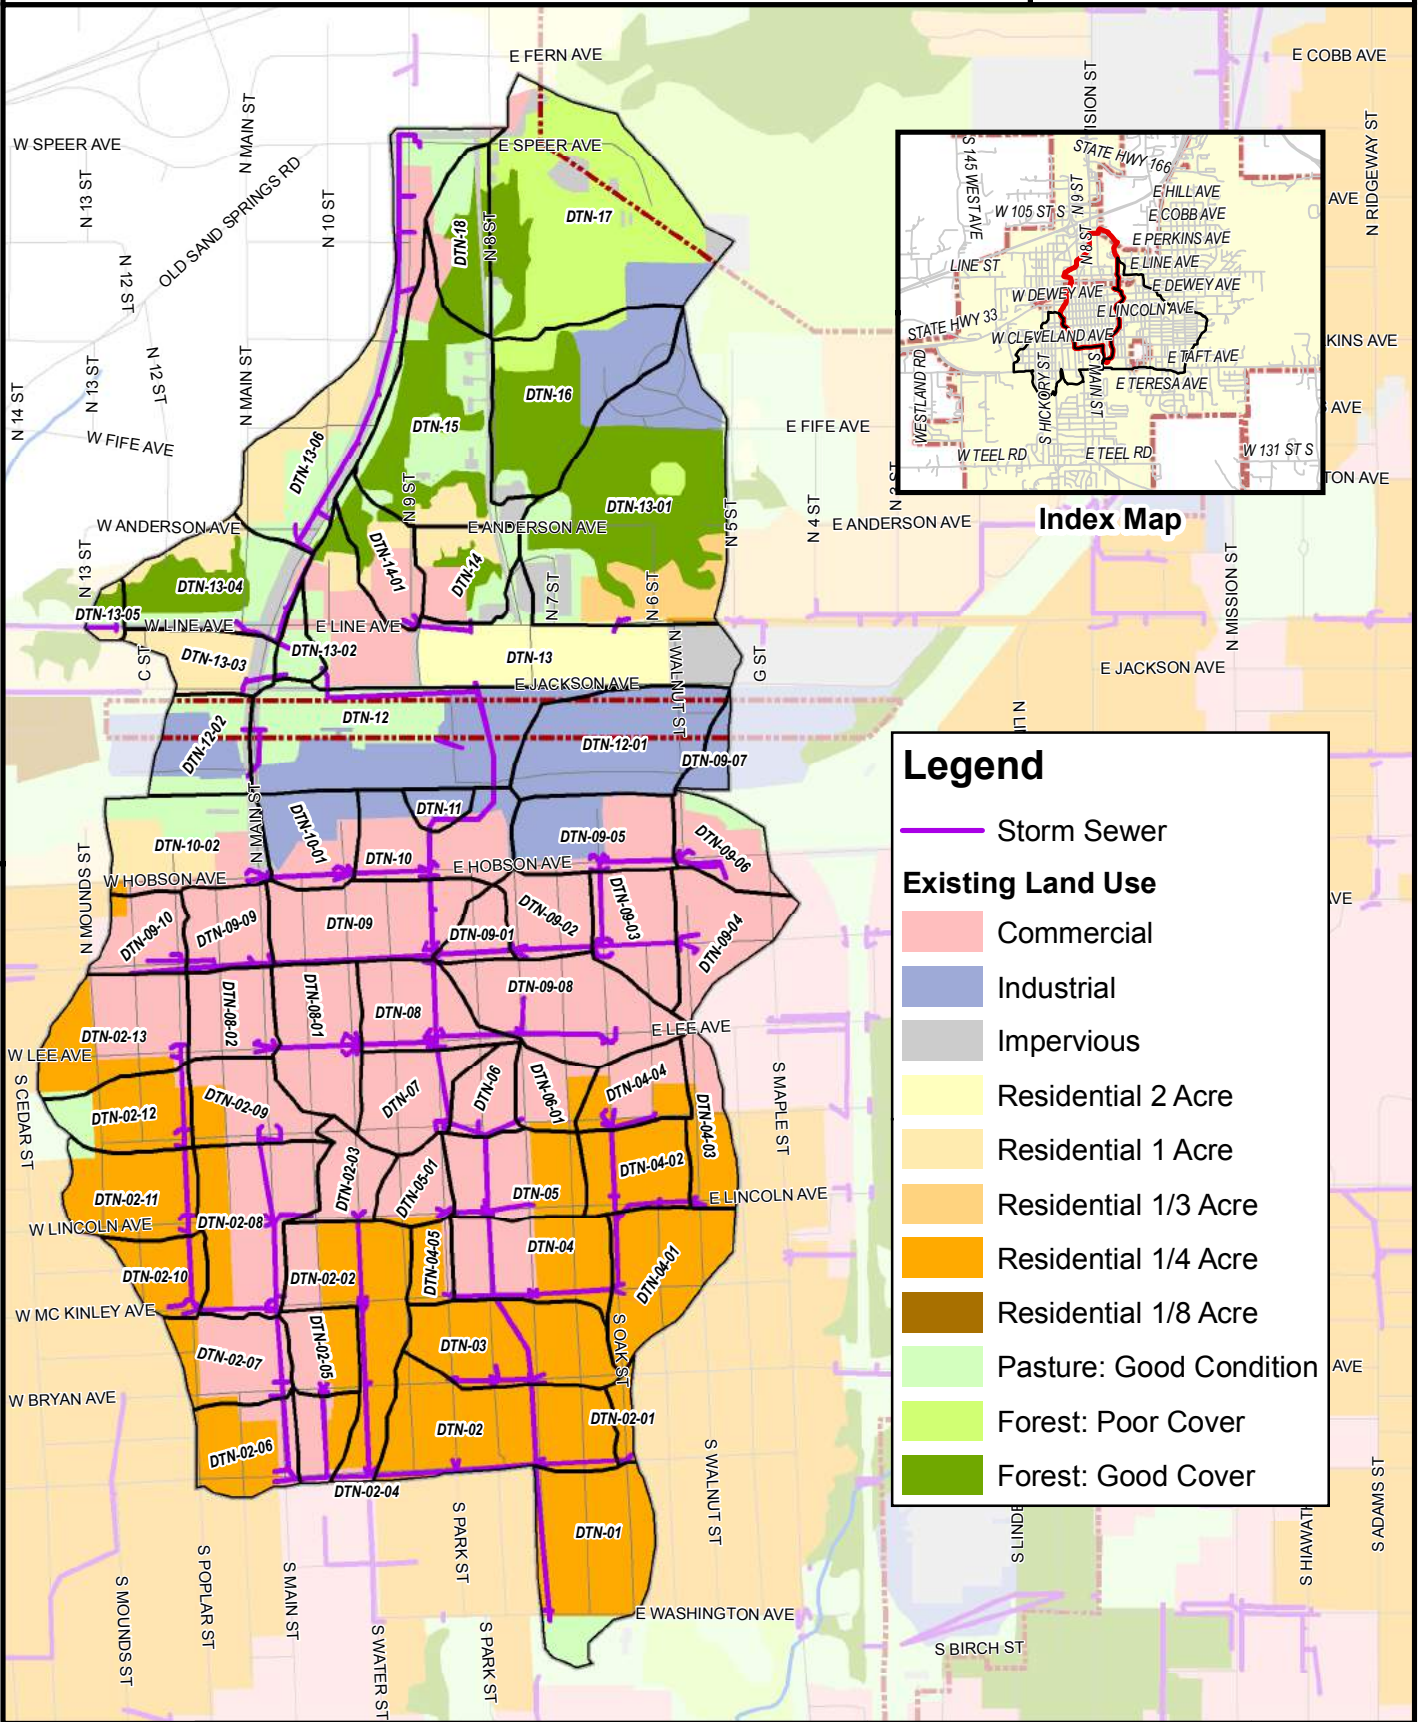 E FERN AVE
E COBB AVE
W SPEER AVE
E SPEER AVE
N MAIN ST
N 13 ST
OLD SAND SPRINGS RD
N 10 ST
N 12 ST
N 8 ST
DTN-18
DTN-17
VISION ST
N RIDGEWAY ST
AVE
S 145 WEST AVE
STATE HWY 166
N 9 ST
E HILL AVE
W 105 ST S
E COBB AVE
N 8 ST
E PERKINS AVE
LINE ST
E LINE AVE
W DEWEY AVE
E DEWEY AVE
E LINCOLN AVE
STATE HWY 33
W CLEVELAND AVE
WESTLAND RD
S HICKORY ST
S MAIN ST
E TAFT AVE
E TERESA AVE
W TEEL RD
E TEEL RD
W 131 ST S
Index Map
KINS AVE
S AVE
TON AVE
N 14 ST
N 13 ST
N 12 ST
N MAIN ST
W FIFE AVE
DTN-16
DTN-15
E FIFE AVE
DTN-13-06
N 9 ST
DTN-13-01
N 5 ST
N 4 ST
N 3 ST
W ANDERSON AVE
E ANDERSON AVE
E ANDERSON AVE
N 13 ST
DTN-14-01
DTN-14
DTN-13-04
N 7 ST
N 6 ST
N MISSION ST
DTN-13-05
W LINE AVE
E LINE AVE
C ST
DTN-13-03
DTN-13-02
DTN-13
N WALNUT ST
G ST
E JACKSON AVE
E JACKSON AVE
DTN-12
DTN-12-02
DTN-12-01
DTN-09-07
N LI
N MAIN ST
DTN-11
DTN-10-01
DTN-10-02
DTN-10
DTN-09-05
DTN-09-06
N MOUNDS ST
W HOBSON AVE
E HOBSON AVE
DTN-09-10
DTN-09-09
DTN-09
DTN-09-01
DTN-09-02
DTN-09-03
DTN-09-04
VE
DTN-08-02
DTN-08-01
DTN-08
DTN-09-08
DTN-02-13
E LEE AVE
W LEE AVE
S CEDAR ST
DTN-02-12
DTN-02-09
DTN-07
DTN-06
DTN-06-01
DTN-04-04
DTN-04-03
S MAPLE ST
DTN-02-03
DTN-05-01
DTN-04-02
DTN-02-11
DTN-05
E LINCOLN AVE
W LINCOLN AVE
DTN-02-08
DTN-04-05
DTN-04
DTN-04-01
DTN-02-10
DTN-02-02
W MC KINLEY AVE
DTN-02-07
DTN-02-05
DTN-03
S OAK ST
AVE
W BRYAN AVE
DTN-02-01
DTN-02
DTN-02-06
DTN-02-04
S WALNUT ST
DTN-01
S PARK ST
S POPLAR ST
S MAIN ST
S MOUNDS ST
S WATER ST
S PARK ST
E WASHINGTON AVE
S BIRCH ST
S LINDE
S HIAWATH
S ADAMS ST
Legend
Storm Sewer
Existing Land Use
Commercial
Industrial
Impervious
Residential 2 Acre
Residential 1 Acre
Residential 1/3 Acre
Residential 1/4 Acre
Residential 1/8 Acre
Pasture: Good Condition
Forest: Poor Cover
Forest: Good Cover